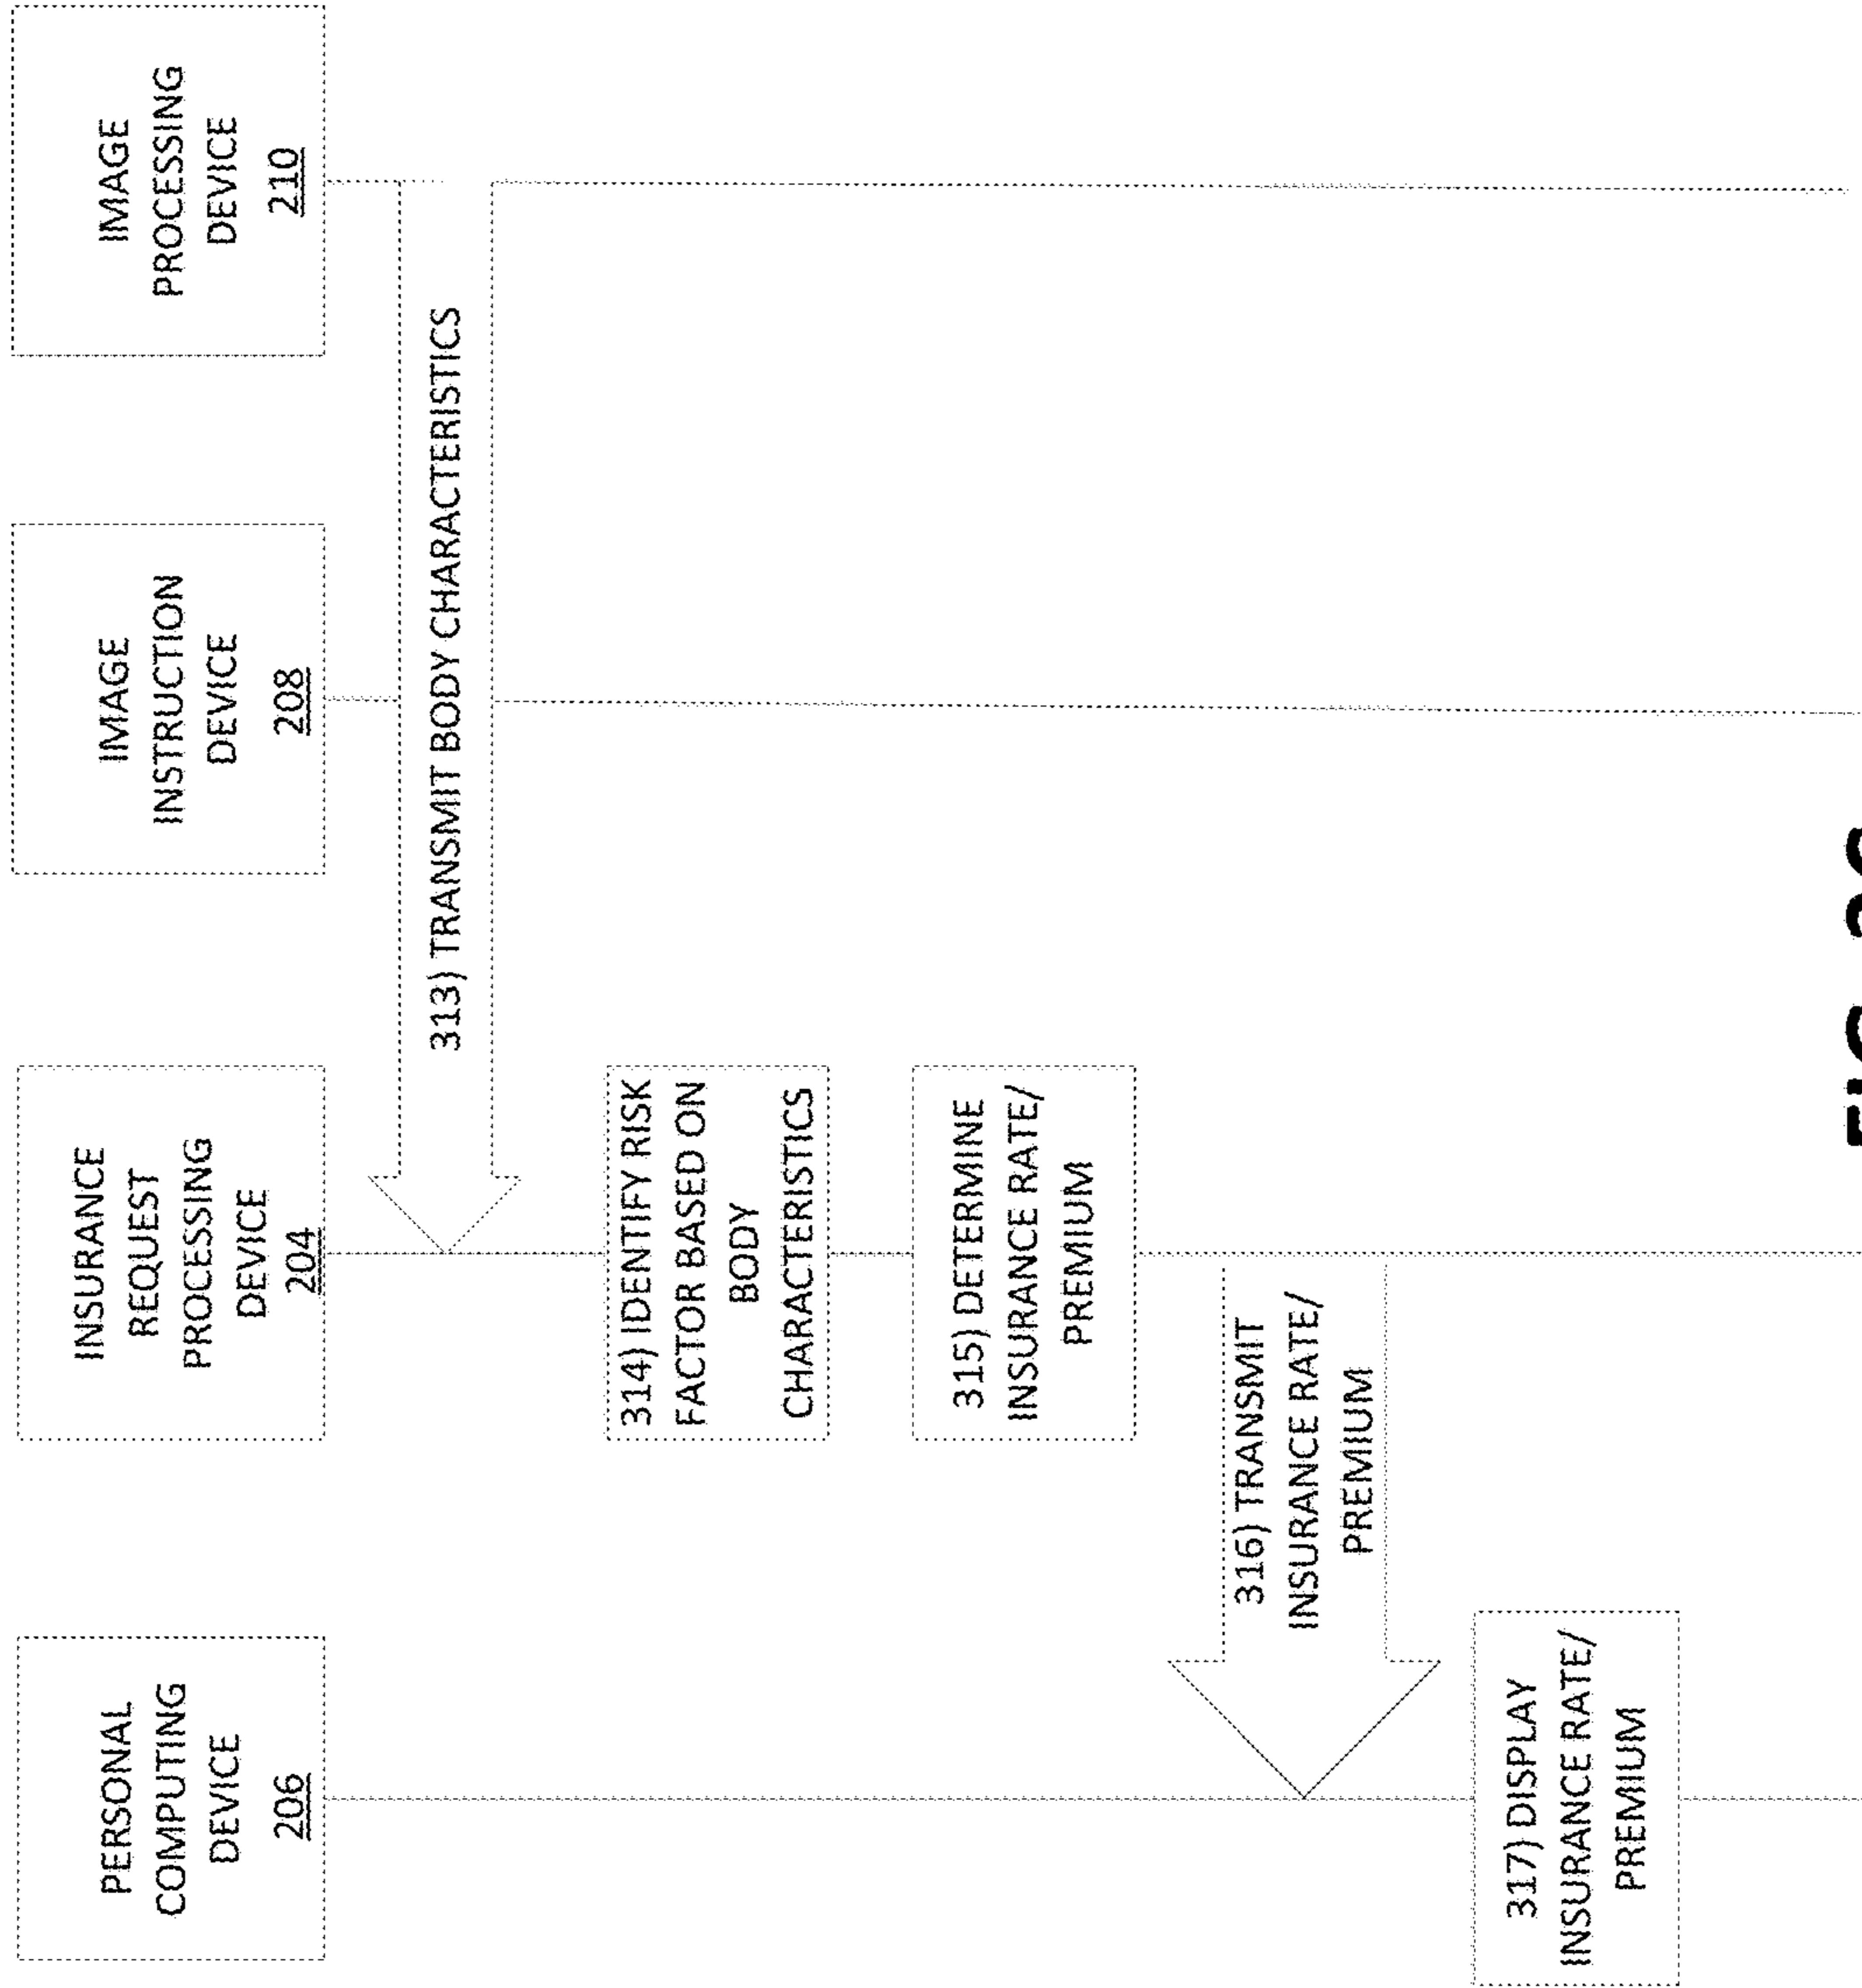 PERSONAL
COMPUTING
DEVICE
206
INSURANCE
REQUEST
PROCESSING
DEVICE
204
IMAGE
INSTRUCTION
DEVICE
208
IMAGE
PROCESSING
DEVICE
210
313) TRANSMIT BODY CHARACTERISTICS
314) IDENTIFY RISK
FACTOR BASED ON
BODY
CHARACTERISTICS
315) DETERMINE
INSURANCE RATE/
PREMIUM
316) TRANSMIT
INSURANCE RATE/
PREMIUM
317) DISPLAY
INSURANCE RATE/
PREMIUM